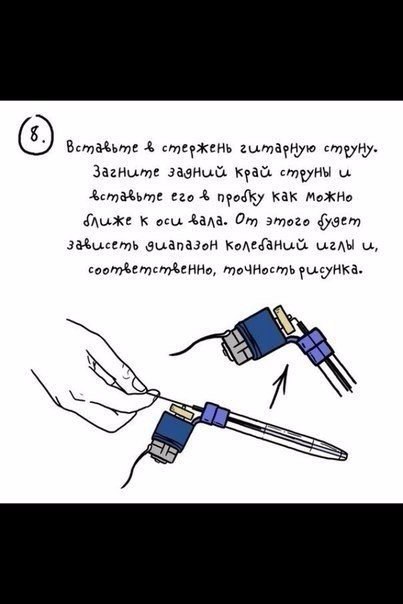 8.
Вставьте в стержень гитарную струну.
Загните задний край струны и
вставьте его в пробку как можно
ближе к оси вала. От этого будет
зависеть диапазон колебаний иглы и,
соответственно, точность рисунка.